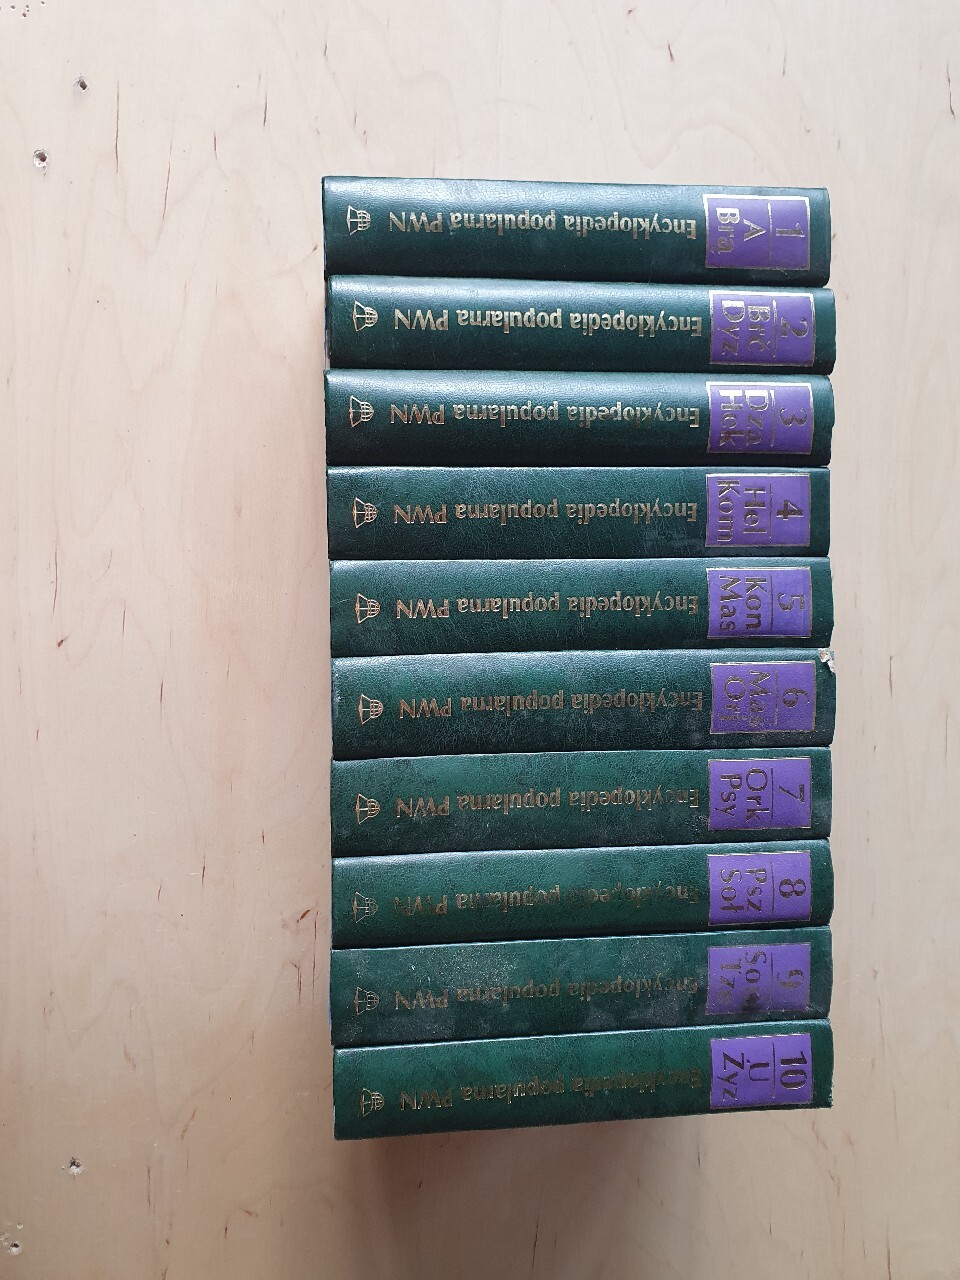 1
A
Bra
Encyklopedia popularna PWN
2
Brc
Dyz
Encyklopedia popularna PWN
3
Dza
Hek
Encyklopedia popularna PWN
4
Hel
Kom
Encyklopedia popularna PWN
5
Kon
Mas
Encyklopedia popularna PWN
6
Encyklopedia popularna PWN
7
Ork
Psy
Encyklopedia popularna PWN
8
Psz
Soł
Encyklopedia popularna PWN
9
Encyklopedia popularna PWN
10
U
Żyz
Encyklopedia popularna PWN